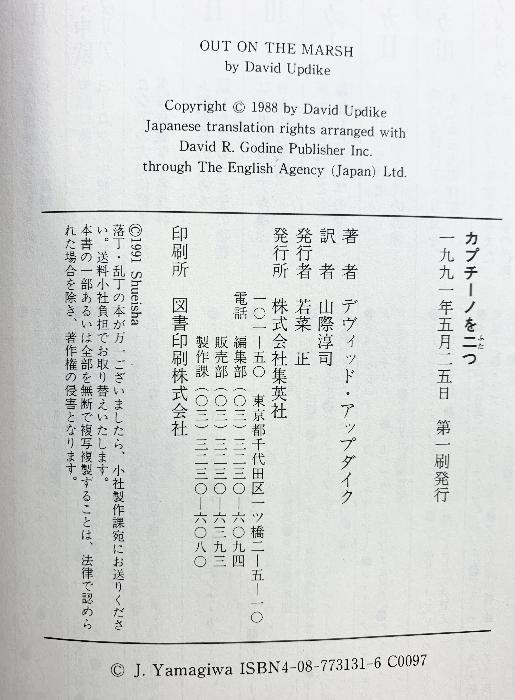 OUT ON THE MARSH
by David Updike
Copyright © 1988 by David Updike
Japanese translation rights arranged with
David R. Godine Publisher Inc.
through The English Agency (Japan) Ltd.
カプチーノを二つ
ふた
一九九一年五月二五日　第一刷発行
著　者　デヴィッド・アップダイク
訳　者　山際淳司
発行者　若菜　正
発行所　株式会社集英社
一〇一―五〇　東京都千代田区一ツ橋二―五―一〇
電話　編集部（〇三）三二三〇―六〇九四
販売部（〇三）三二三〇―六三九三
製作課（〇三）三二三〇―六〇八〇
印刷所　図書印刷株式会社
©1991 Shueisha
落丁・乱丁の本が万一ございましたら、小社製作課宛にお送りくださ
い。送料小社負担でお取り替えいたします。
本書の一部あるいは全部を無断で複写複製することは、法律で認めら
れた場合を除き、著作権の侵害となります。
© J. Yamagiwa ISBN4-08-773131-6 C0097